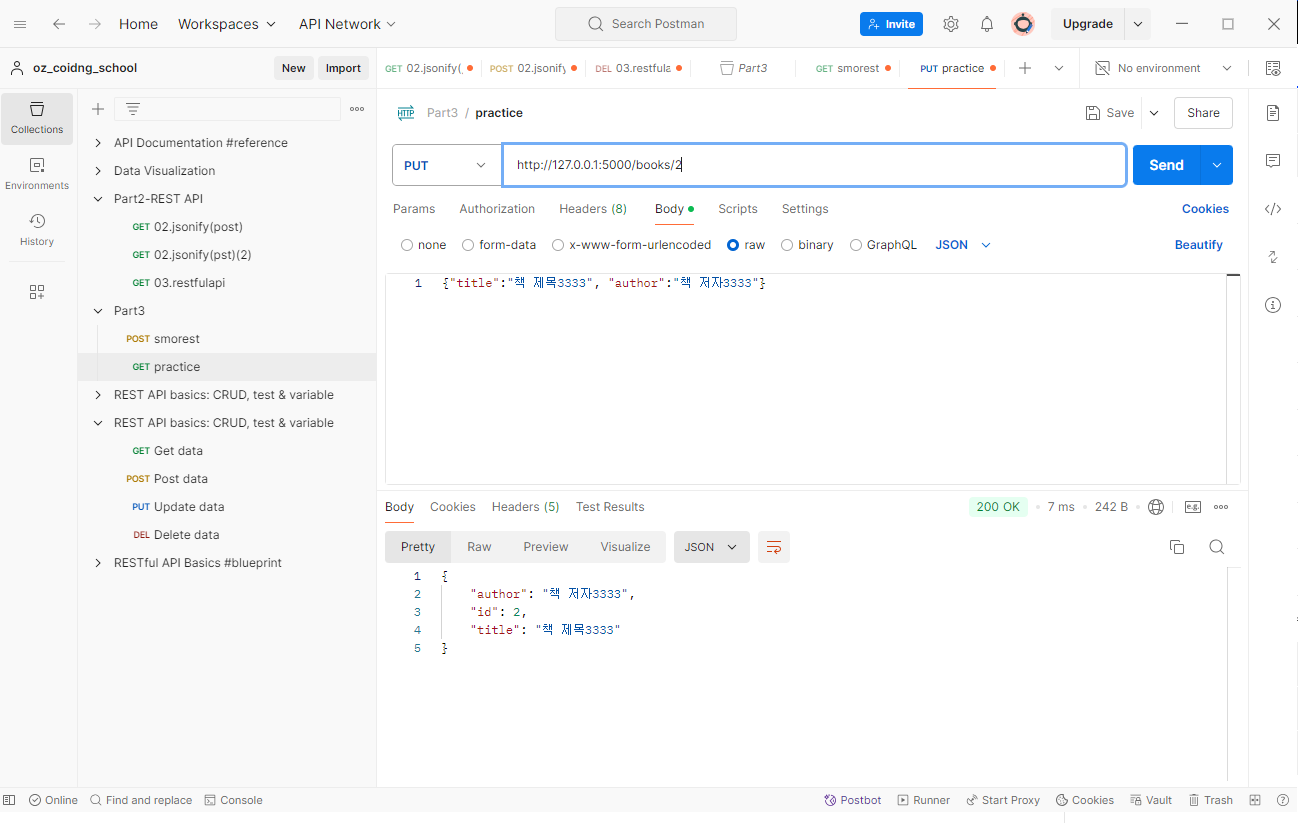 Home Workspaces API Network Search Postman Invite Upgrade
oz_coidng_school New Import GET 02.jsonify(, POST 02.jsonify DEL 03.restfula Part3 GET smorest PUT practice No environment
Collections
Environments
History
API Documentation #reference
Data Visualization
Part2-REST API
GET 02.jsonify(post)
GET 02.jsonify(pst)(2)
GET 03.restfulapi
Part3
POST smorest
GET practice
REST API basics: CRUD, test & variable
REST API basics: CRUD, test & variable
GET Get data
POST Post data
PUT Update data
DEL Delete data
RESTful API Basics #blueprint
HTTP Part3 / practice Save Share
PUT http://127.0.0.1:5000/books/2 Send
Params Authorization Headers (8) Body Scripts Settings Cookies
none form-data x-www-form-urlencoded raw binary GraphQL JSON Beautify
1 {"title":"책 제목3333", "author":"책 저자3333"}
Body Cookies Headers (5) Test Results 200 OK 7 ms 242 B e.g.
Pretty Raw Preview Visualize JSON
1 {
2 "author": "책 저자3333",
3 "id": 2,
4 "title": "책 제목3333"
5 }
Online Find and replace Console Postbot Runner Start Proxy Cookies Vault Trash